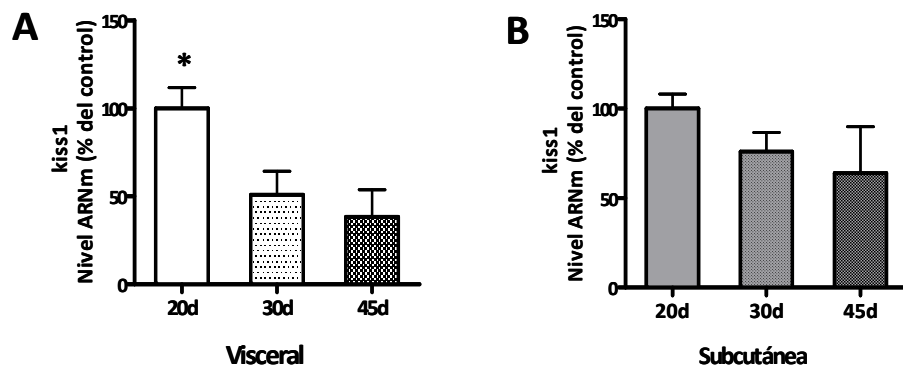 A
kiss1
Nivel ARNm (% del control)
150
100
50
0
*
20d 30d 45d
Visceral
B
kiss1
Nivel ARNm (% del control)
150
100
50
0
20d 30d 45d
Subcutánea